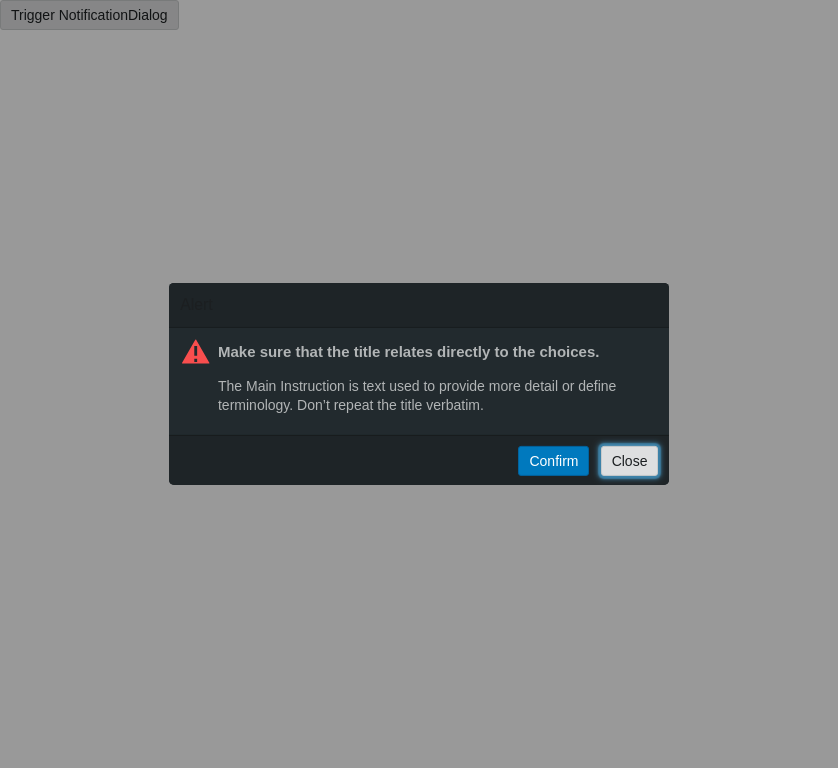 Trigger NotificationDialog
Alert
Make sure that the title relates directly to the choices.
The Main Instruction is text used to provide more detail or define
terminology. Don’t repeat the title verbatim.
Confirm
Close